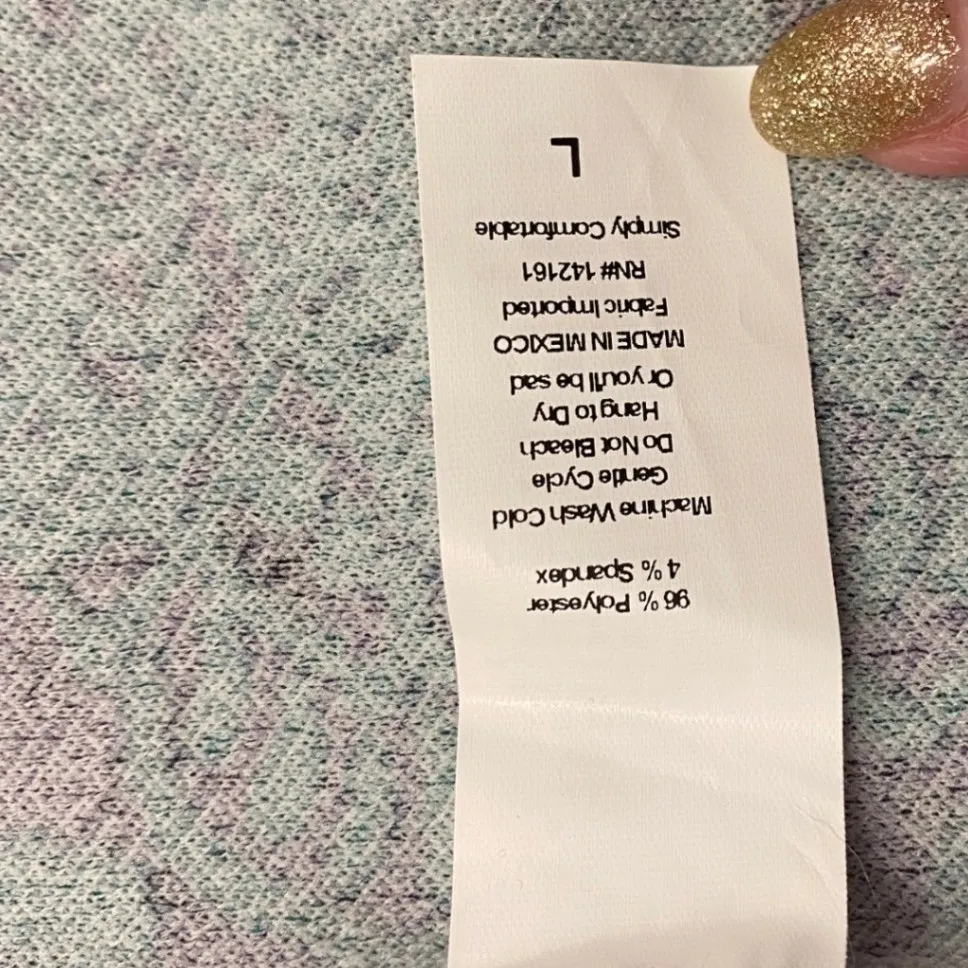 96 % Polyester
4 % Spandex
Machine Wash Cold
Gentle Cycle
Do Not Bleach
Hang to Dry
Or you'll be sad
MADE IN MEXICO
Fabric Imported
RN# 142161
Simply Comfortable
L